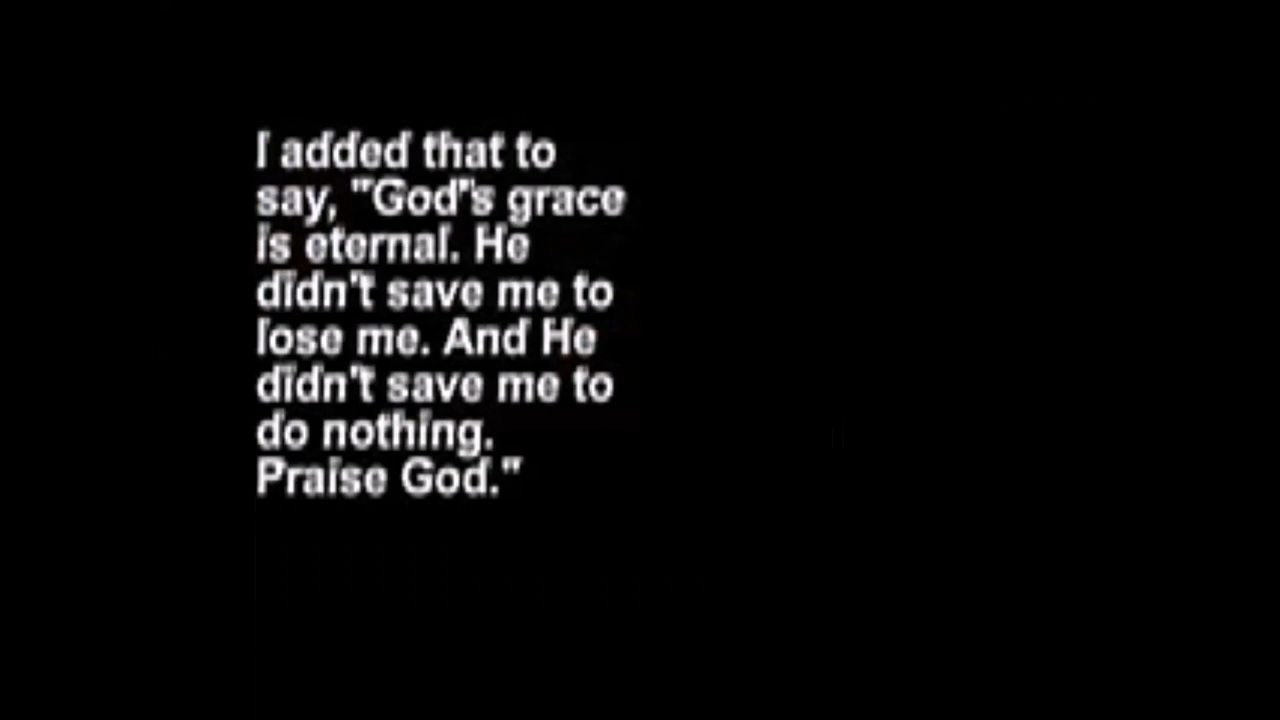 I added that to
say, "God's grace
is eternal. He
didn't save me to
lose me. And He
didn't save me to
do nothing.
Praise God."